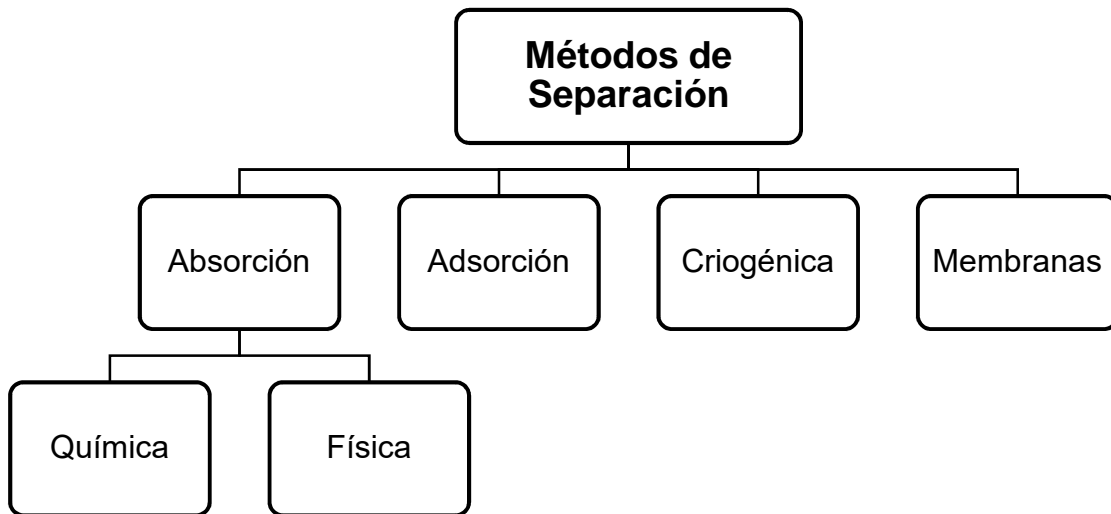 Métodos de
Separación
Absorción
Adsorción
Criogénica
Membranas
Química
Física